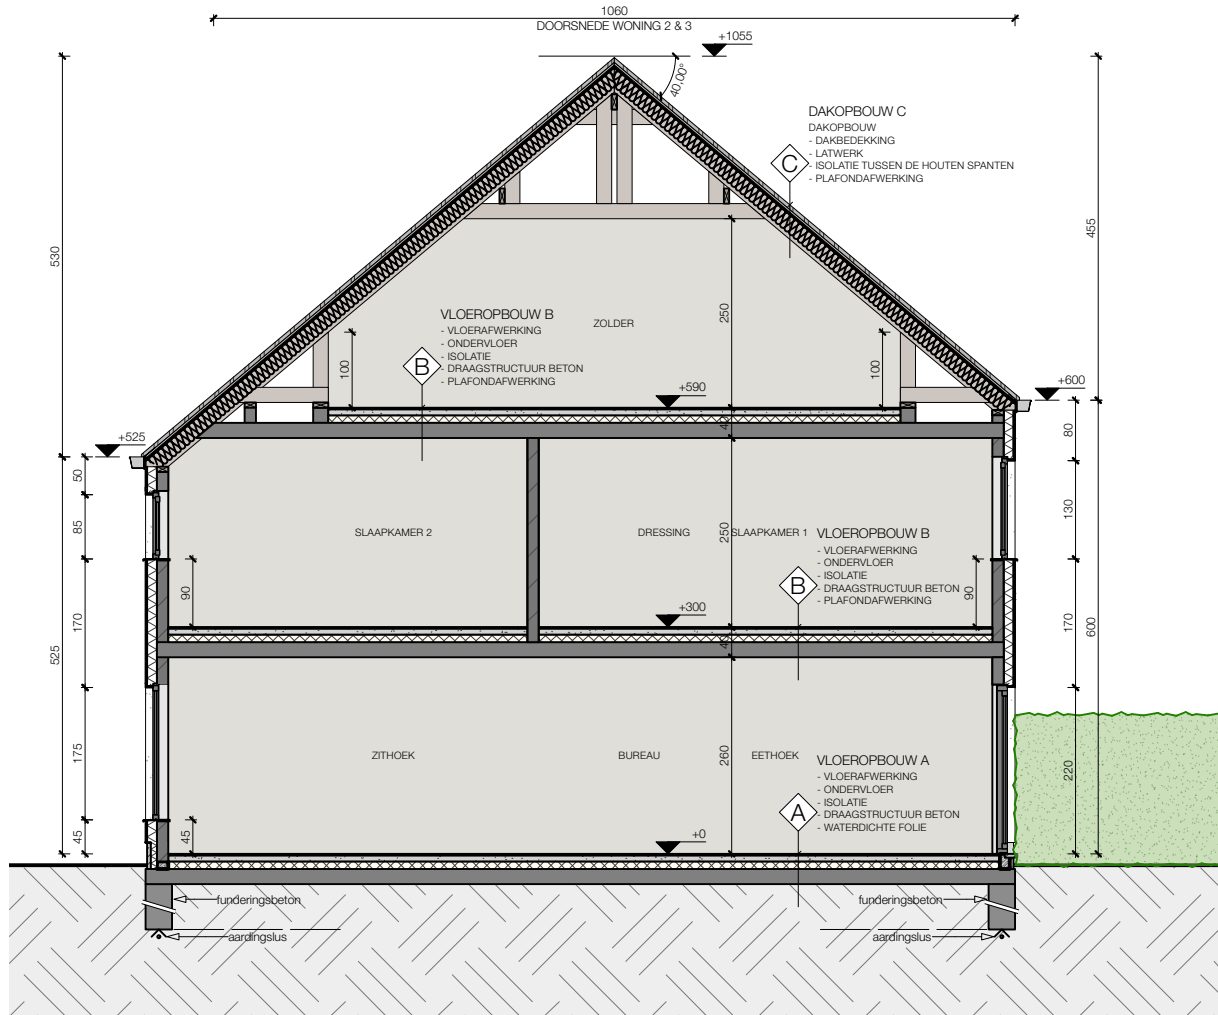 1060
DOORSNEDE WONING 2 & 3
+1055
40,00°
DAKOPBOUW C
DAKOPBOUW
- DAKBEDEKKING
- LATWERK
- ISOLATIE TUSSEN DE HOUTEN SPANTEN
- PLAFONDAFWERKING
C
530
455
250
ZOLDER
VLOEROPBOUW B
- VLOERAFWERKING
- ONDERVLOER
- ISOLATIE
- DRAAGSTRUCTUUR BETON
- PLAFONDAFWERKING
B
100
100
+590
+600
40
80
+525
50
85
130
SLAAPKAMER 2
DRESSING
250
SLAAPKAMER 1
VLOEROPBOUW B
- VLOERAFWERKING
- ONDERVLOER
- ISOLATIE
- DRAAGSTRUCTUUR BETON
- PLAFONDAFWERKING
B
90
90
+300
170
170
600
525
40
ZITHOEK
BUREAU
260
EETHOEK
175
220
VLOEROPBOUW A
- VLOERAFWERKING
- ONDERVLOER
- ISOLATIE
- DRAAGSTRUCTUUR BETON
- WATERDICHTE FOLIE
A
45
45
+0
funderingsbeton
funderingsbeton
aardingslus
aardingslus